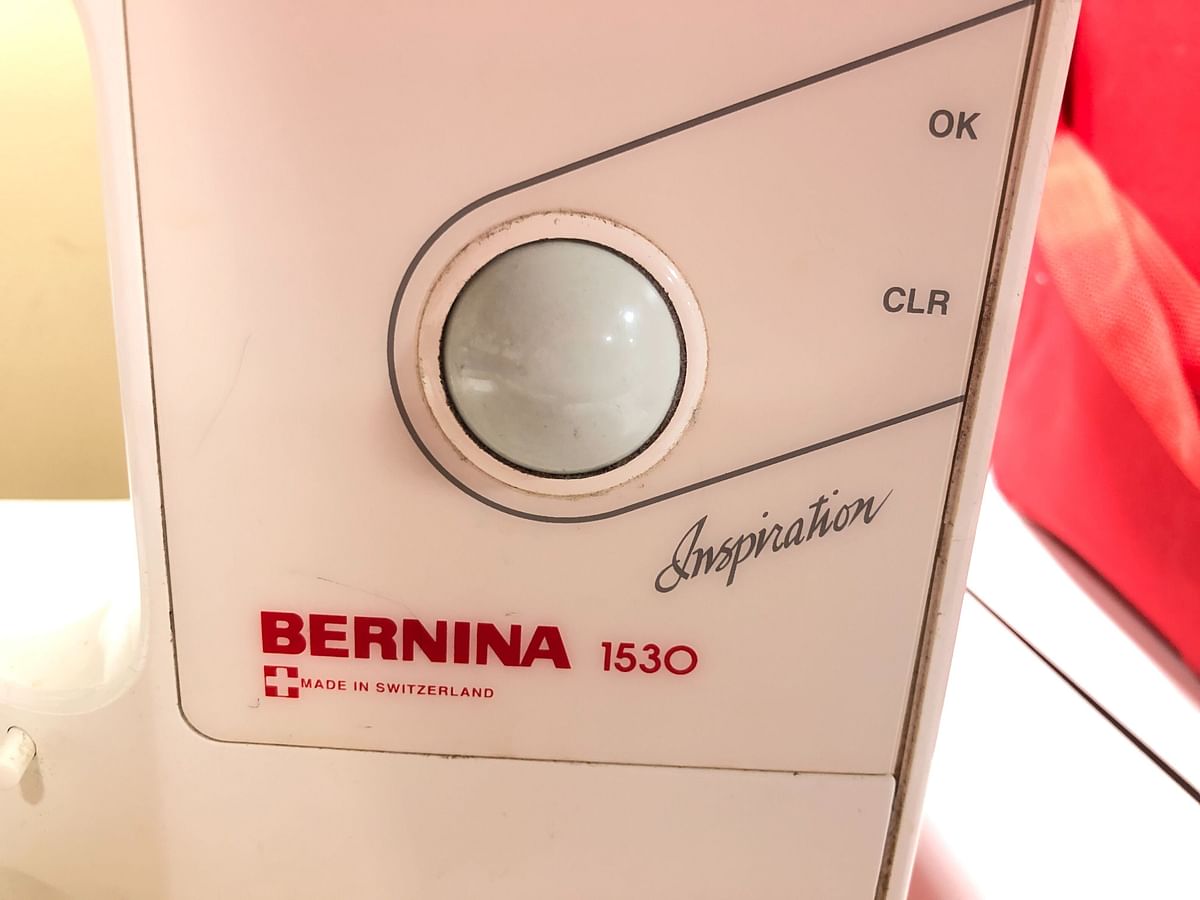 OK
CLR
Inspiration
BERNINA 1530
MADE IN SWITZERLAND